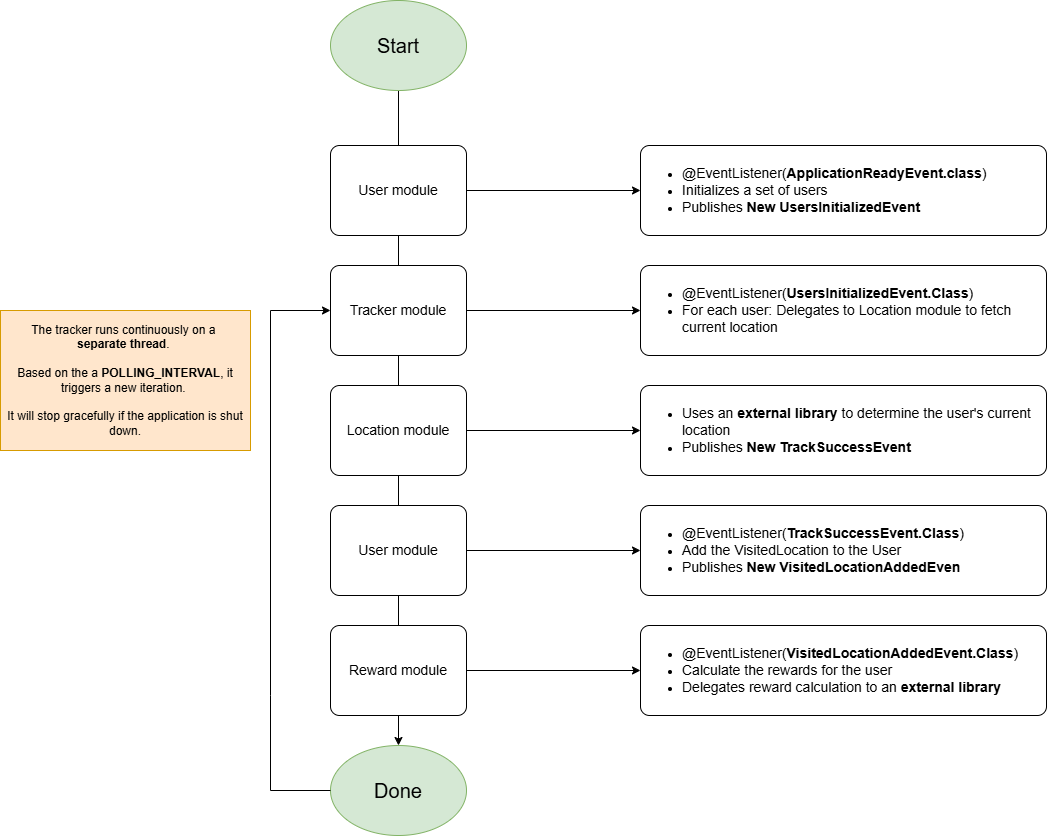 Start
User module
@EventListener(ApplicationReadyEvent.class)
Initializes a set of users
Publishes New UsersInitializedEvent
Tracker module
@EventListener(UsersInitializedEvent.Class)
For each user: Delegates to Location module to fetch
current location
The tracker runs continuously on a
separate thread.
Based on the a POLLING_INTERVAL, it
triggers a new iteration.
It will stop gracefully if the application is shut
down.
Location module
Uses an external library to determine the user's current
location
Publishes New TrackSuccessEvent
User module
@EventListener(TrackSuccessEvent.Class)
Add the VisitedLocation to the User
Publishes New VisitedLocationAddedEven
Reward module
@EventListener(VisitedLocationAddedEvent.Class)
Calculate the rewards for the user
Delegates reward calculation to an external library
Done